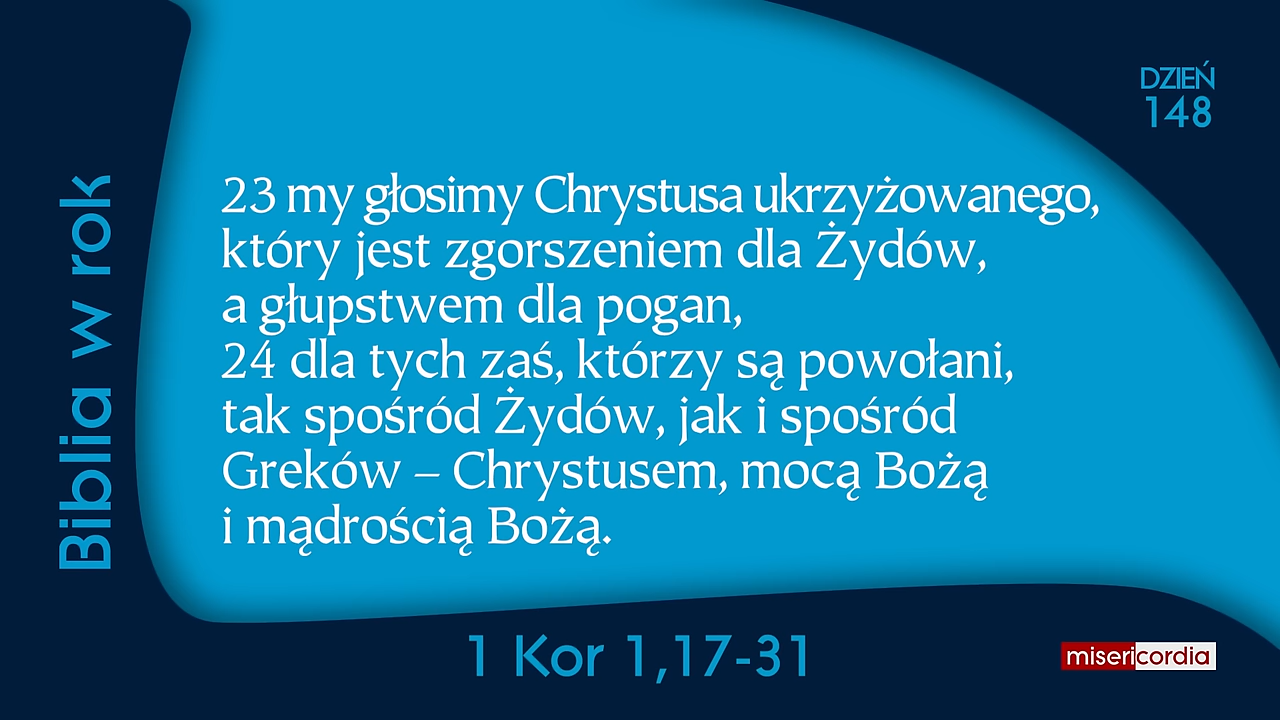 DZIEŃ
148
Biblia w rok
23 my głosimy Chrystusa ukrzyżowanego,
który jest zgorszeniem dla Żydów,
a głupstwem dla pogan,
24 dla tych zaś, którzy są powołani,
tak spośród Żydów, jak i spośród
Greków – Chrystusem, mocą Bożą
i mądrością Bożą.
1 Kor 1,17-31
misericordia